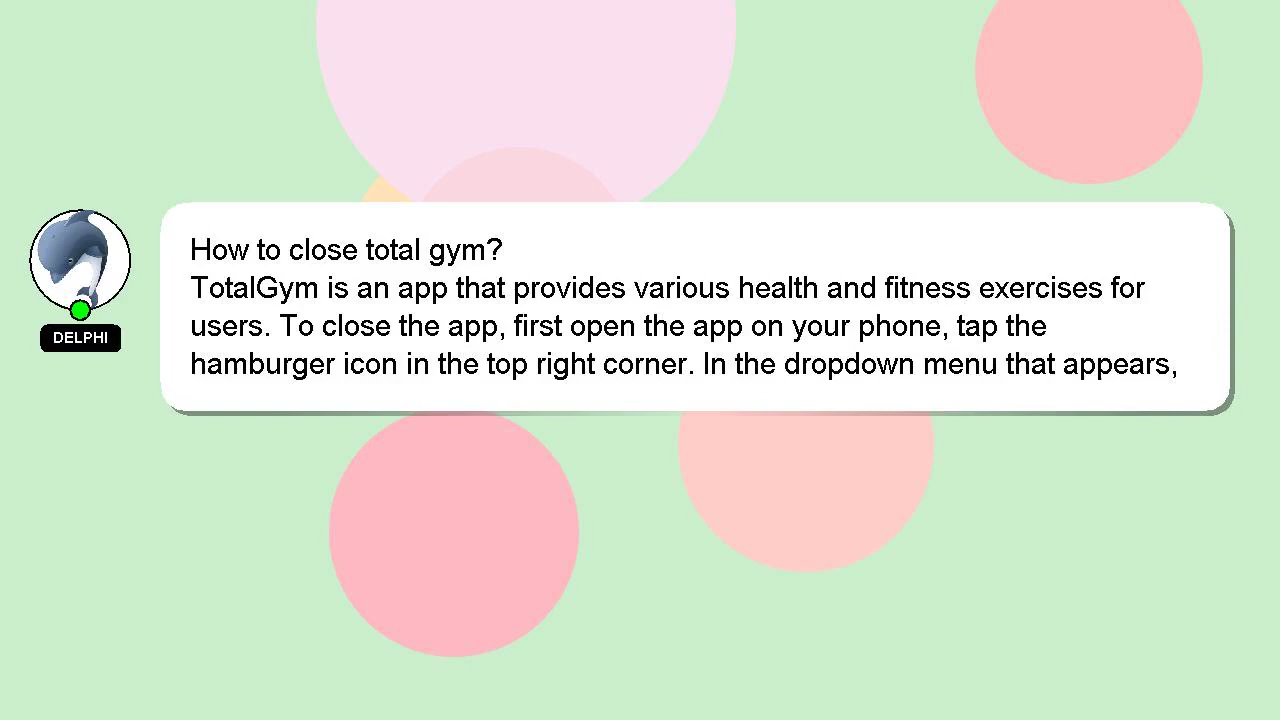 How to close total gym?
TotalGym is an app that provides various health and fitness exercises for
users. To close the app, first open the app on your phone, tap the
hamburger icon in the top right corner. In the dropdown menu that appears,
DELPHI